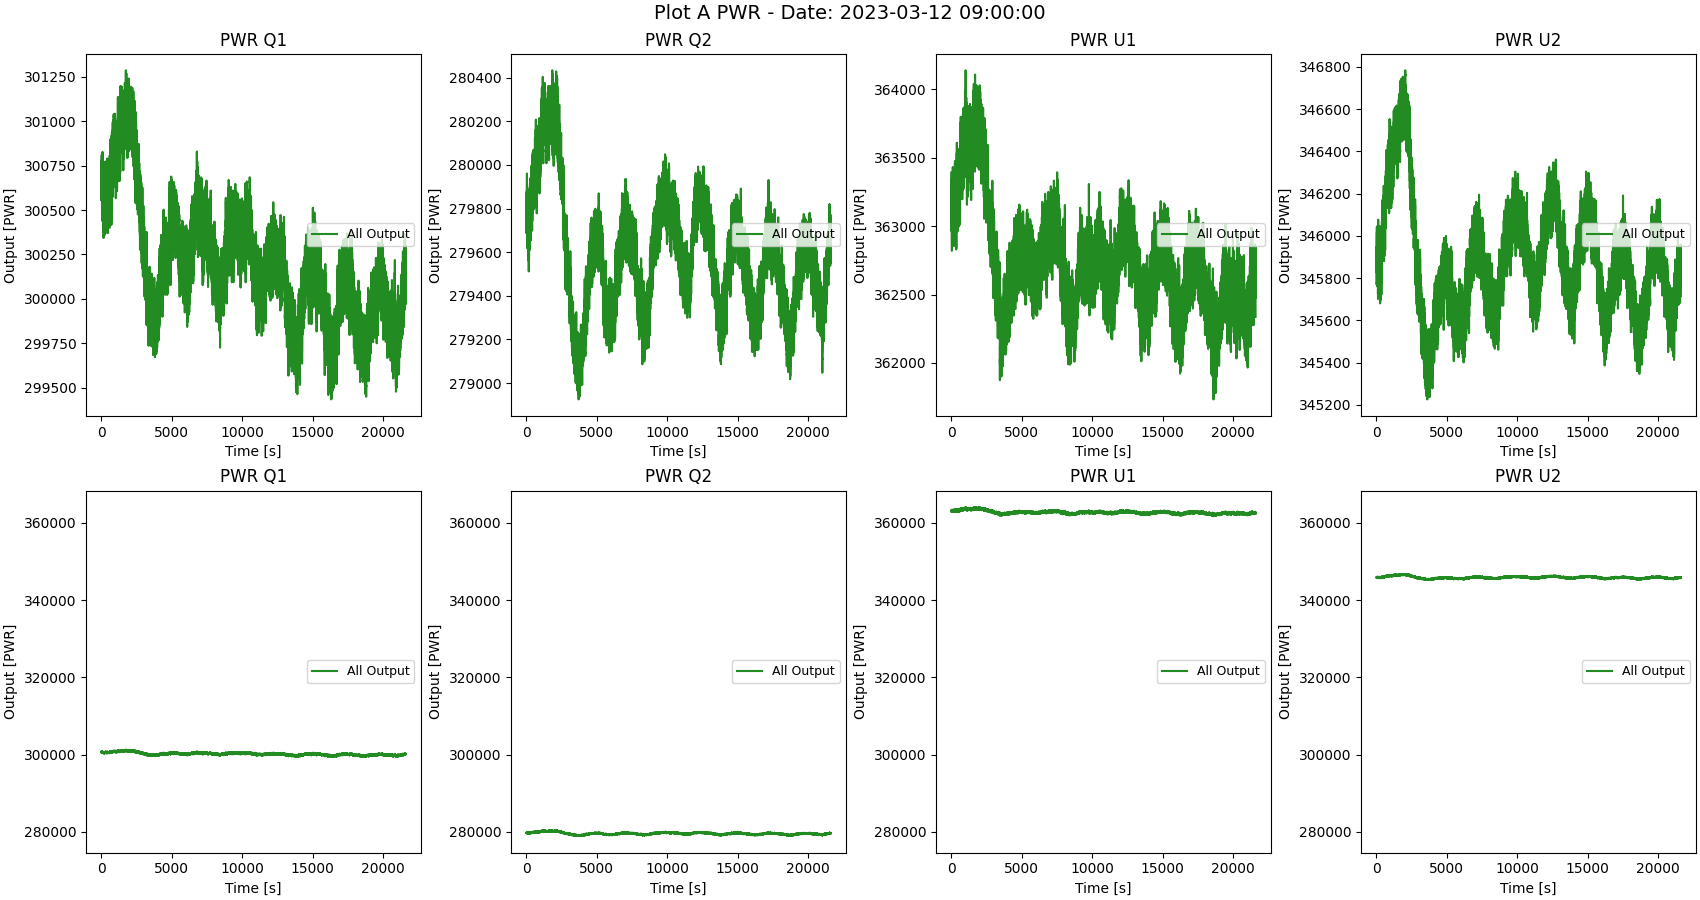 Plot A PWR - Date: 2023-03-12 09:00:00
PWR Q1
301250
301000
300750
300500
300250
300000
299750
299500
Output [PWR]
All Output
0 5000 10000 15000 20000
Time [s]
PWR Q2
280400
280200
280000
279800
279600
279400
279200
279000
Output [PWR]
All Output
0 5000 10000 15000 20000
Time [s]
PWR U1
364000
363500
363000
362500
362000
Output [PWR]
All Output
0 5000 10000 15000 20000
Time [s]
PWR U2
346800
346600
346400
346200
346000
345800
345600
345400
345200
Output [PWR]
All Output
0 5000 10000 15000 20000
Time [s]
PWR Q1
360000
340000
320000
300000
280000
Output [PWR]
All Output
0 5000 10000 15000 20000
Time [s]
PWR Q2
360000
340000
320000
300000
280000
Output [PWR]
All Output
0 5000 10000 15000 20000
Time [s]
PWR U1
360000
340000
320000
300000
280000
Output [PWR]
All Output
0 5000 10000 15000 20000
Time [s]
PWR U2
360000
340000
320000
300000
280000
Output [PWR]
All Output
0 5000 10000 15000 20000
Time [s]